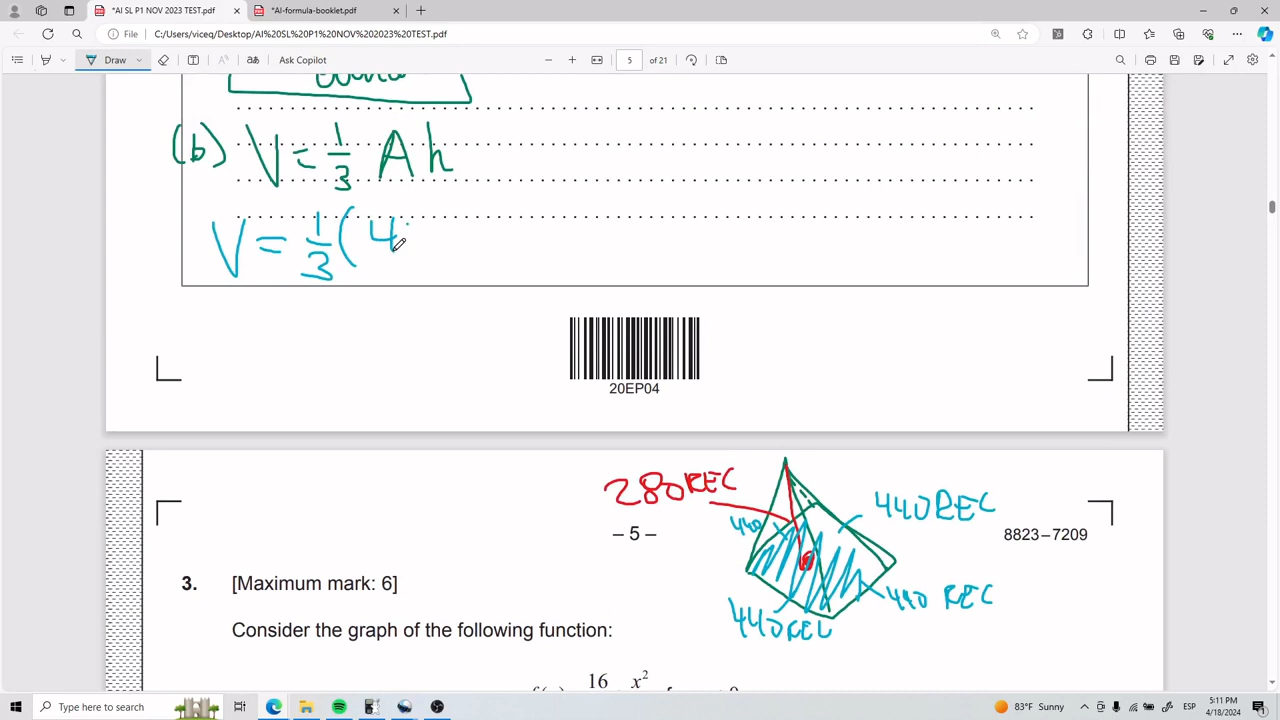 *AI SL P1 NOV 2023 TEST.pdf
*AI-formula-booklet.pdf
File
C:/Users/viceq/AI%20SL%20P1%20NOV%202023%20TEST.pdf
Draw
Ask Copilot
5
of 21
(b) V = 1/3 A h
V = 1/3 ( 4
20EP04
280 REC
440 REC
440
– 5 –
8823–7209
3. [Maximum mark: 6]
440 REC
440 REC
Consider the graph of the following function:
16 x²
Type here to search
83°F Sunny
ESP
5:11 PM
4/18/2024